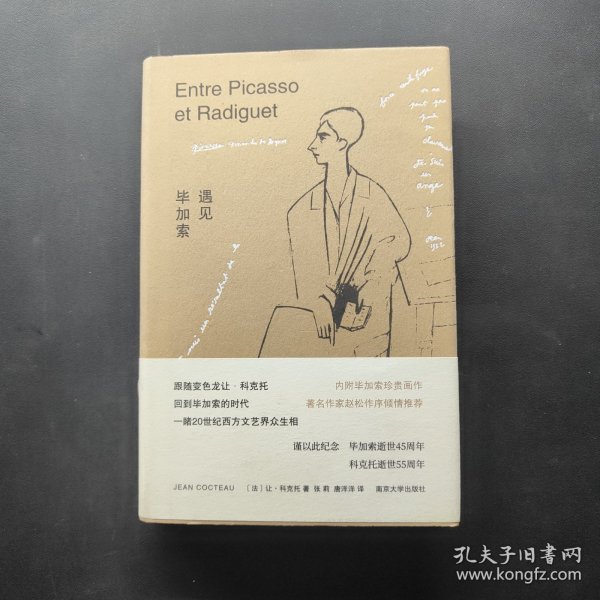 Entre Picasso
et Radiguet
遇见
毕加索
跟随变色龙让·科克托
回到毕加索的时代
一睹20世纪西方文艺界众生相
内附毕加索珍贵画作
著名作家赵松作序倾情推荐
谨以此纪念 毕加索逝世45周年
科克托逝世55周年
JEAN COCTEAU 〔法〕让·科克托 著 张莉 唐洋洋 译 南京大学出版社
孔夫子旧书网
www.kongfz.com